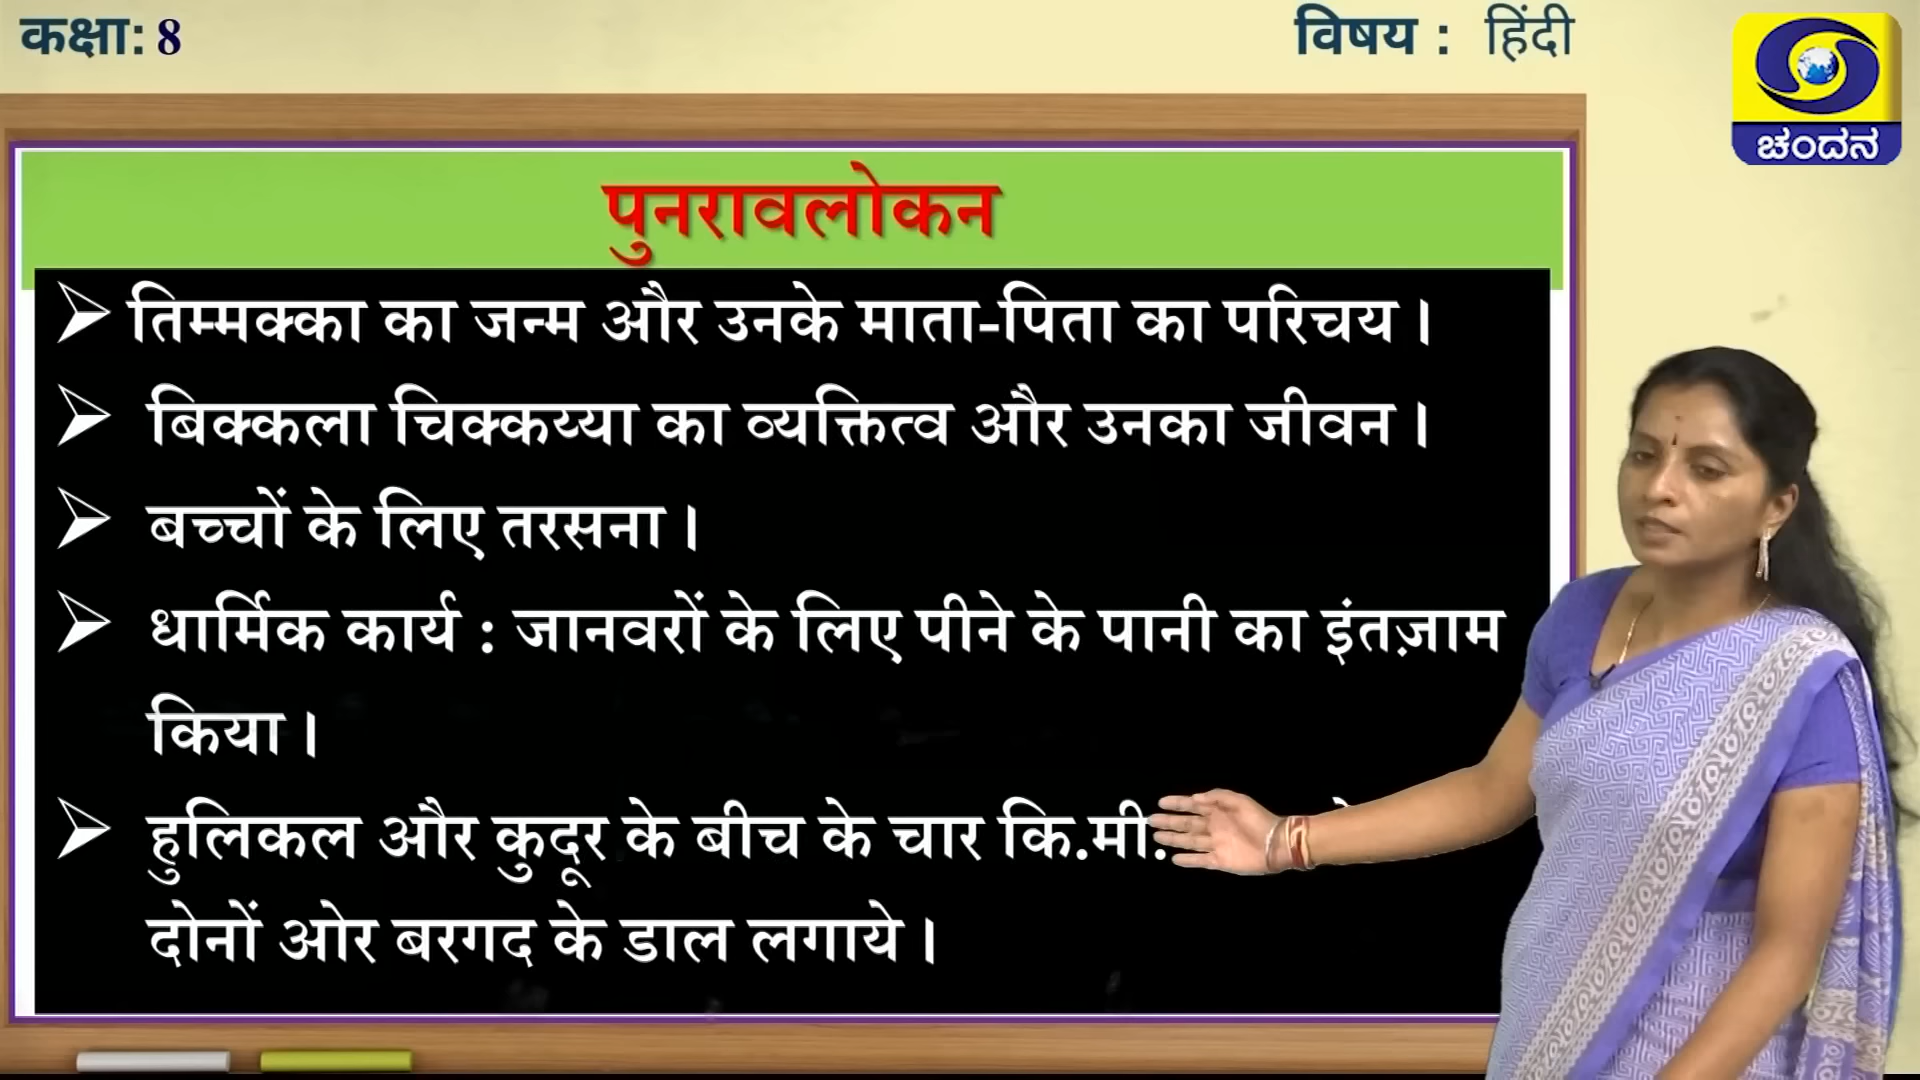 कक्षा: 8
विषय : हिंदी
ಚಂದನ
पुनरावलोकन
तिम्मक्का का जन्म और उनके माता-पिता का परिचय।
बिक्कला चिक्कय्या का व्यक्तित्व और उनका जीवन।
बच्चों के लिए तरसना।
धार्मिक कार्य : जानवरों के लिए पीने के पानी का इंतज़ाम
किया।
हुलिकल और कुदूर के बीच के चार कि.मी.
दोनों ओर बरगद के डाल लगाये।